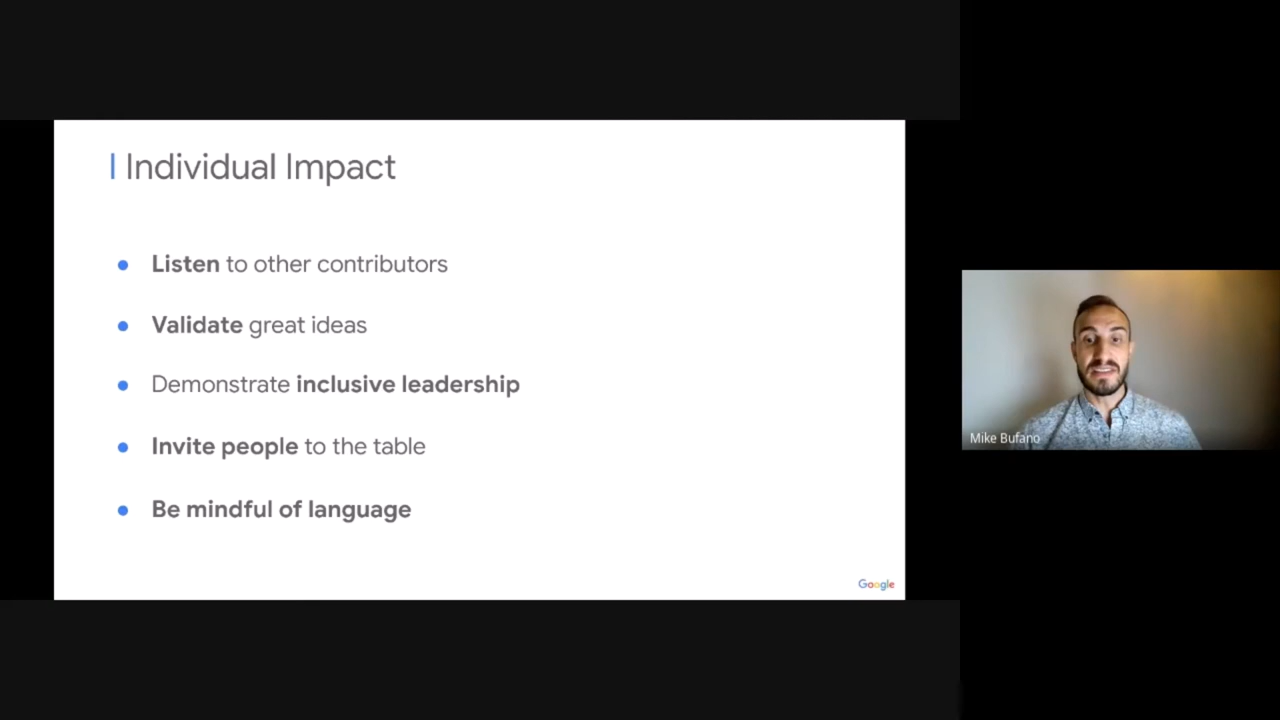 Individual Impact
● Listen to other contributors
● Validate great ideas
● Demonstrate inclusive leadership
● Invite people to the table
● Be mindful of language
Google
Mike Bufano